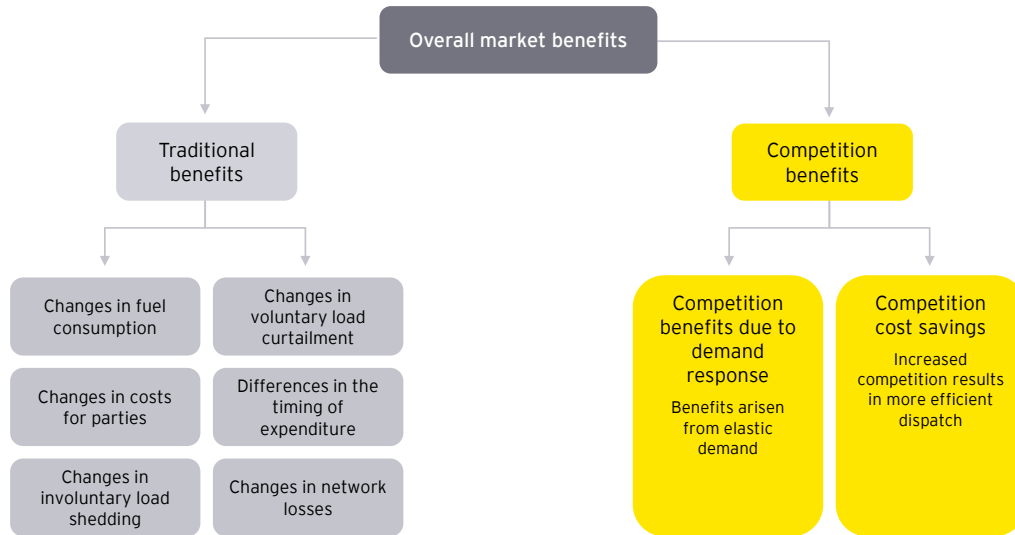 Overall market benefits
Traditional
benefits
Competition
benefits
Changes in fuel
consumption
Changes in
voluntary load
curtailment
Changes in costs
for parties
Differences in the
timing of
expenditure
Changes in
involuntary load
shedding
Changes in network
losses
Competition
benefits due to
demand
response
Benefits arisen
from elastic
demand
Competition
cost savings
Increased
competition results
in more efficient
dispatch